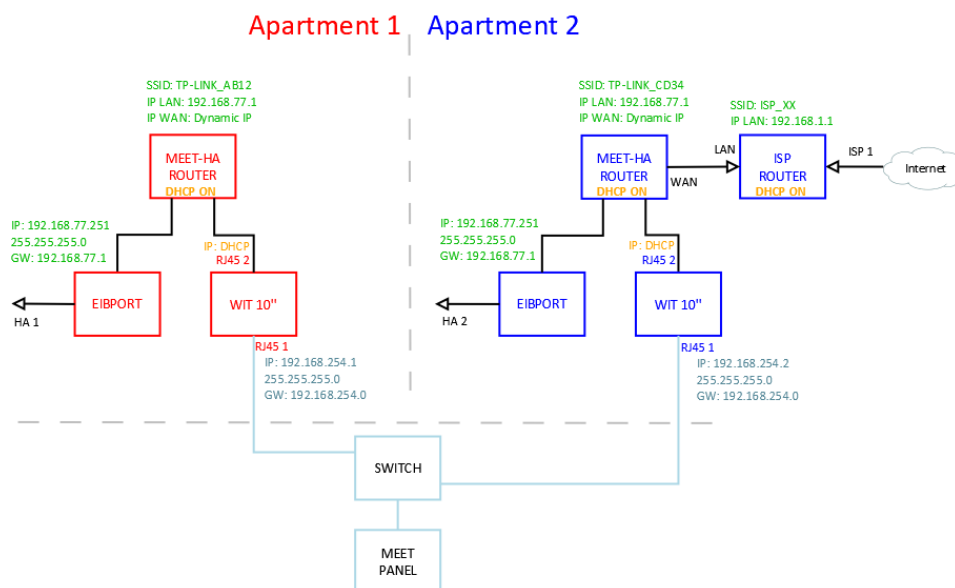 Apartment 1
Apartment 2
SSID: TP-LINK_AB12
IP LAN: 192.168.77.1
IP WAN: Dynamic IP
MEET-HA
ROUTER
DHCP ON
IP: 192.168.77.251
255.255.255.0
GW: 192.168.77.1
IP: DHCP
RJ45 2
EIBPORT
WIT 10"
HA 1
RJ45 1
IP: 192.168.254.1
255.255.255.0
GW: 192.168.254.0
SSID: TP-LINK_CD34
IP LAN: 192.168.77.1
IP WAN: Dynamic IP
MEET-HA
ROUTER
DHCP ON
WAN
LAN
SSID: ISP_XX
IP LAN: 192.168.1.1
ISP
ROUTER
DHCP ON
ISP 1
Internet
IP: 192.168.77.251
255.255.255.0
GW: 192.168.77.1
IP: DHCP
RJ45 2
EIBPORT
WIT 10"
HA 2
RJ45 1
IP: 192.168.254.2
255.255.255.0
GW: 192.168.254.0
SWITCH
MEET
PANEL